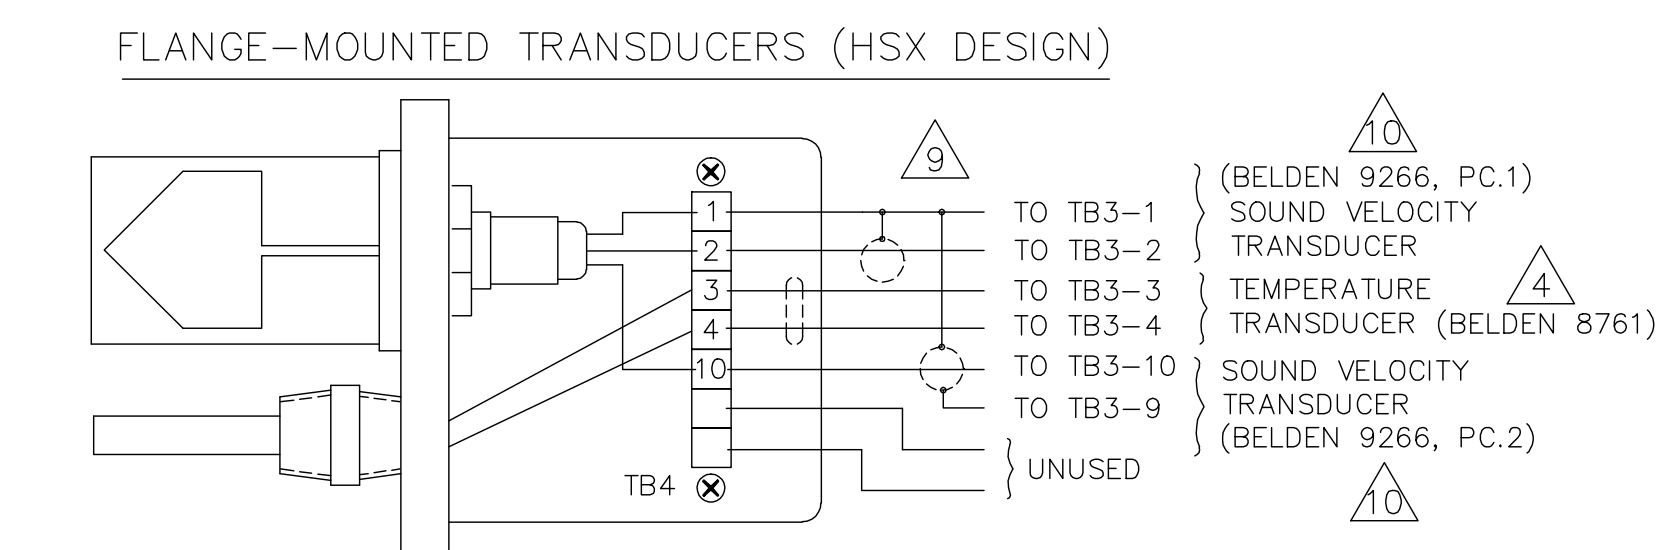 FLANGE-MOUNTED TRANSDUCERS (HSX DESIGN)
10
9
(BELDEN 9266, PC.1)
1 TO TB3-1 SOUND VELOCITY
2 TO TB3-2 TRANSDUCER
4
3 TO TB3-3 TEMPERATURE
4 TO TB3-4 TRANSDUCER (BELDEN 8761)
10 TO TB3-10 SOUND VELOCITY
TO TB3-9 TRANSDUCER
(BELDEN 9266, PC.2)
UNUSED
TB4
10